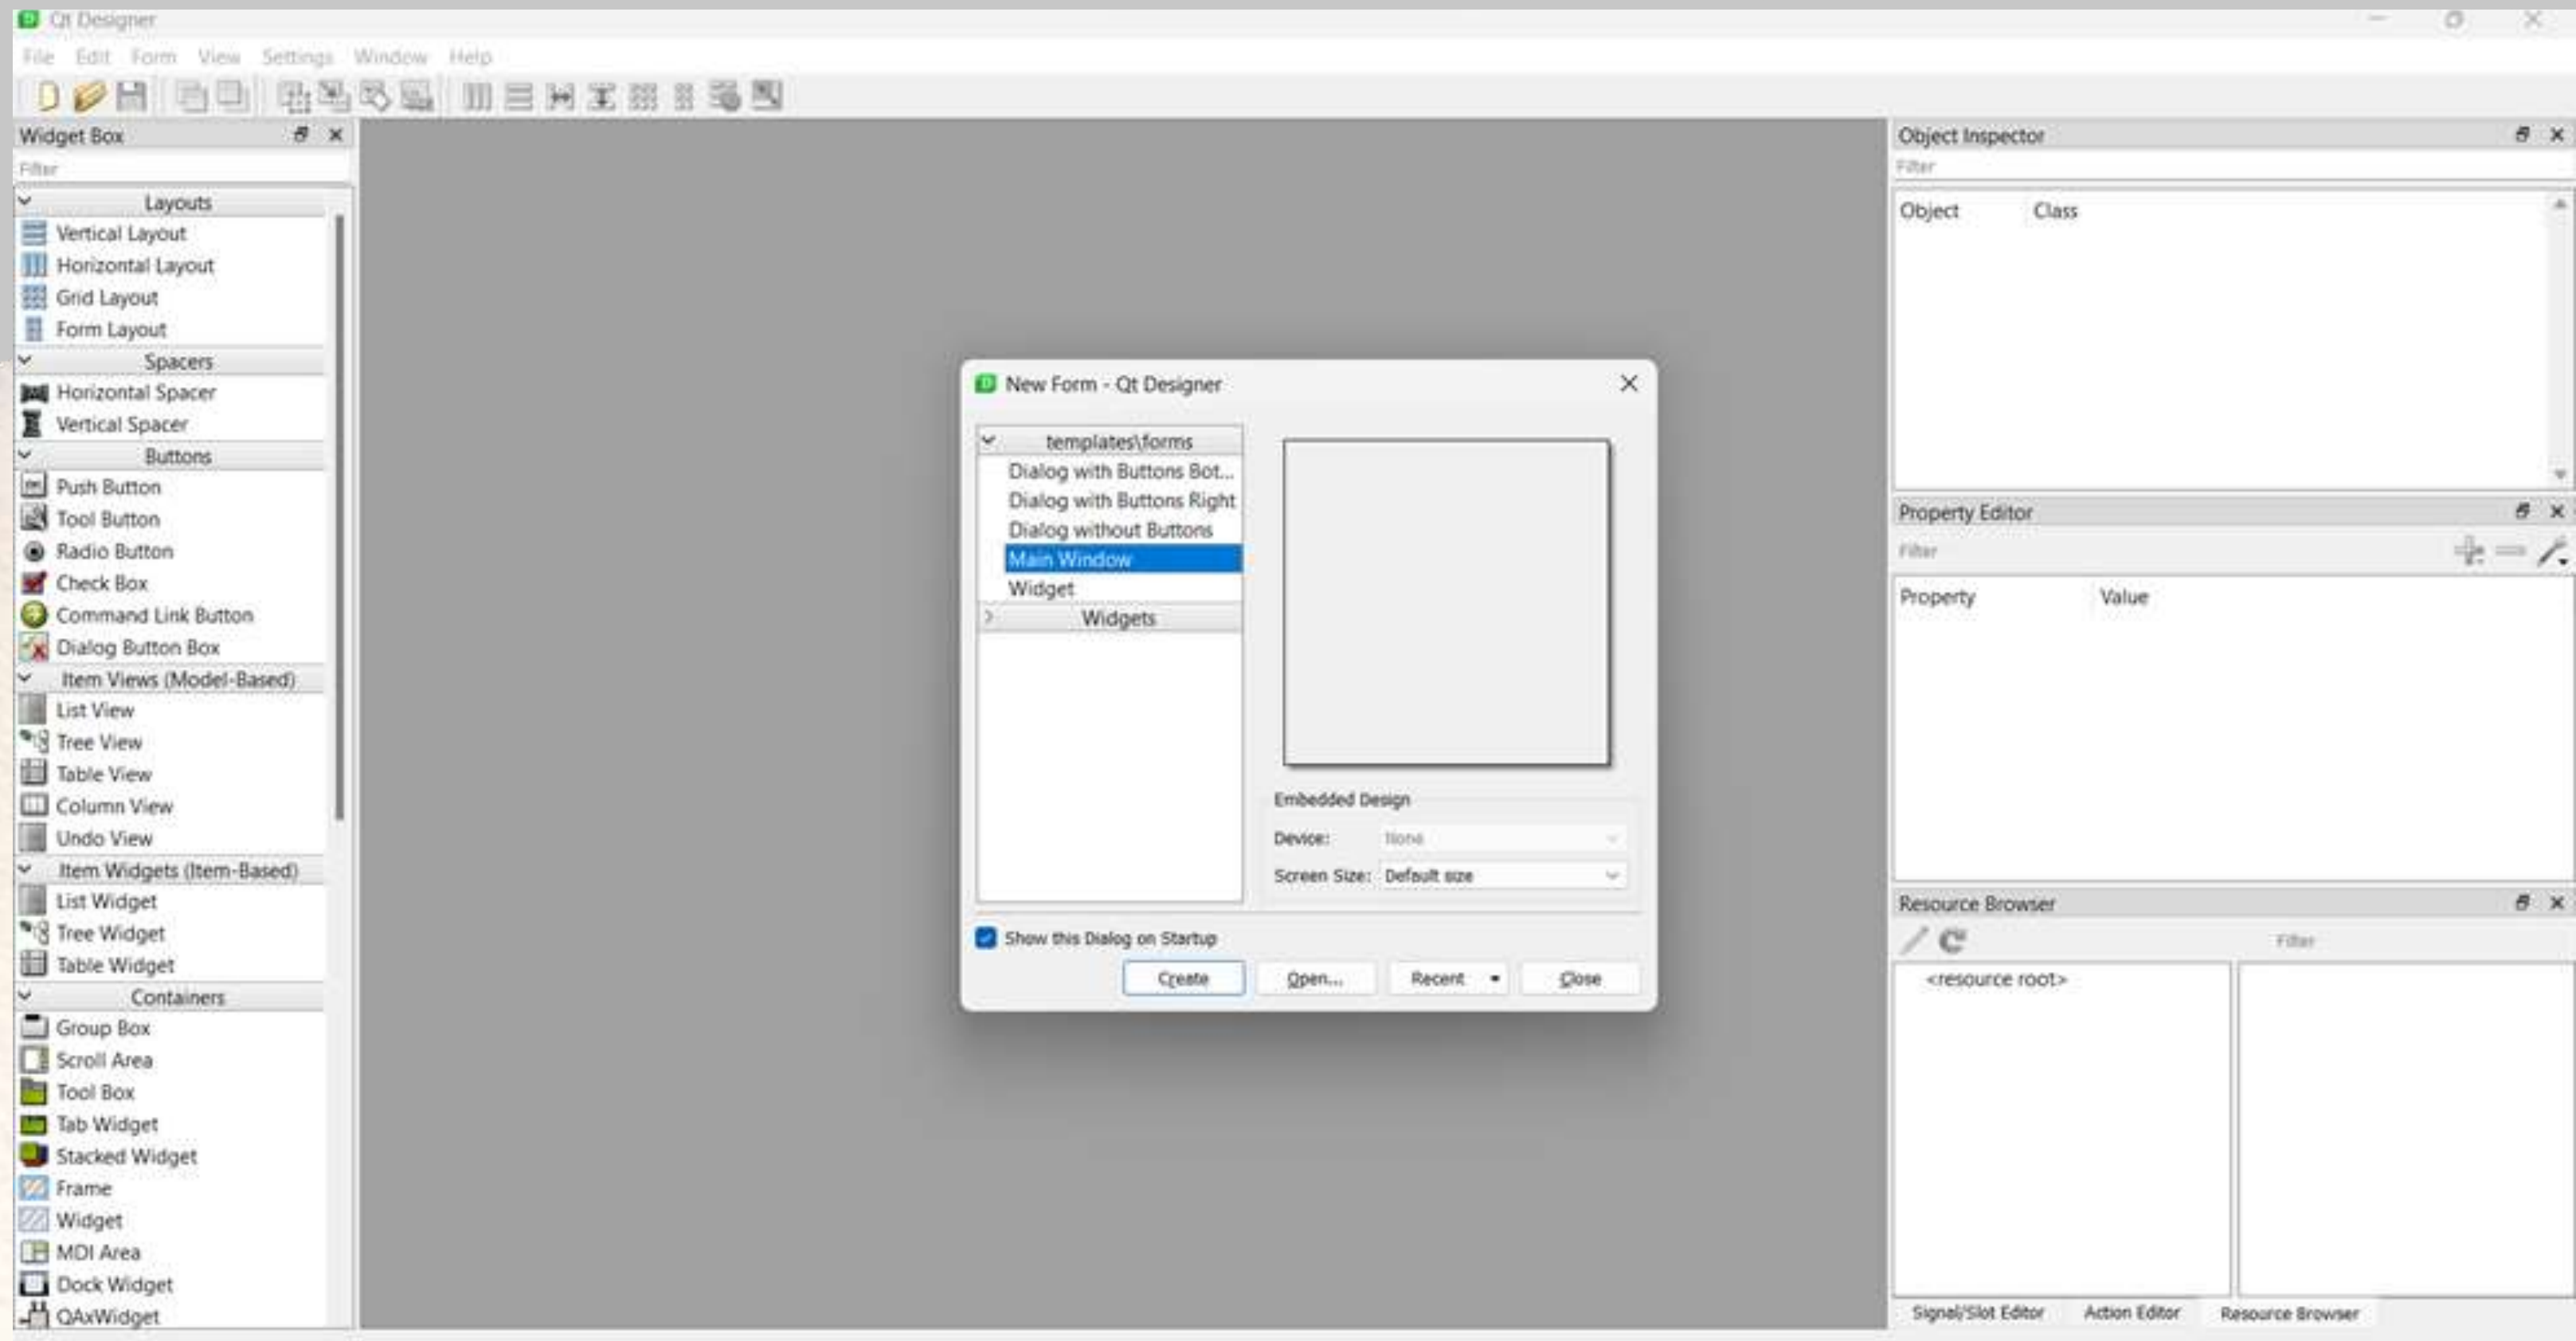 Qt Designer
File Edit Form View Settings Window Help
Widget Box
Filter
Layouts
Vertical Layout
Horizontal Layout
Grid Layout
Form Layout
Spacers
Horizontal Spacer
Vertical Spacer
Buttons
Push Button
Tool Button
Radio Button
Check Box
Command Link Button
Dialog Button Box
Item Views (Model-Based)
List View
Tree View
Table View
Column View
Undo View
Item Widgets (Item-Based)
List Widget
Tree Widget
Table Widget
Containers
Group Box
Scroll Area
Tool Box
Tab Widget
Stacked Widget
Frame
Widget
MDI Area
Dock Widget
QAxWidget
New Form - Qt Designer
templates\forms
Dialog with Buttons Bot...
Dialog with Buttons Right
Dialog without Buttons
Main Window
Widget
Widgets
Embedded Design
Device: None
Screen Size: Default size
Show this Dialog on Startup
Create Open... Recent Close
Object Inspector
Filter
Object Class
Property Editor
Filter
Property Value
Resource Browser
Filter
<resource root>
Signal/Slot Editor Action Editor Resource Browser